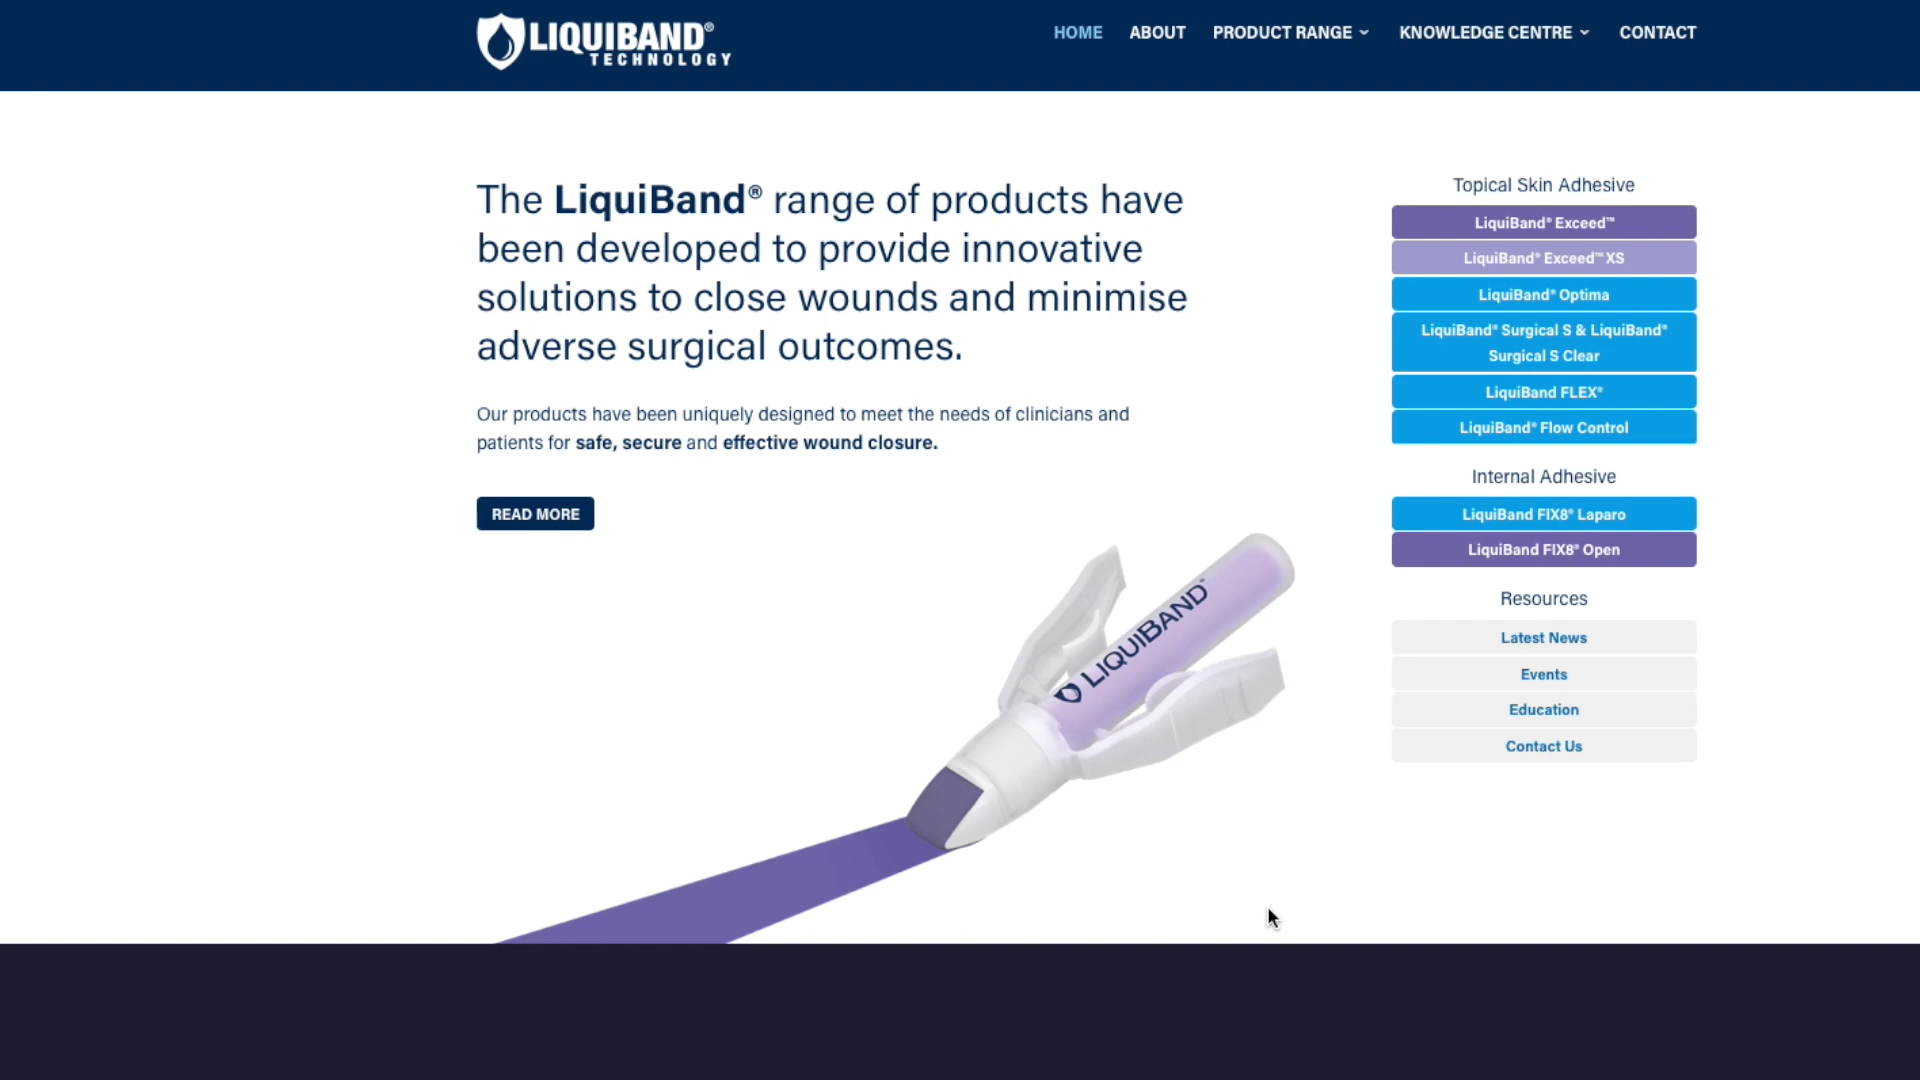 LIQUIBAND®
TECHNOLOGY
HOME
ABOUT
PRODUCT RANGE
KNOWLEDGE CENTRE
CONTACT
The LiquiBand® range of products have
been developed to provide innovative
solutions to close wounds and minimise
adverse surgical outcomes.
Our products have been uniquely designed to meet the needs of clinicians and
patients for safe, secure and effective wound closure.
READ MORE
LIQUIBAND®
Topical Skin Adhesive
LiquiBand® Exceed™
LiquiBand® Exceed™ XS
LiquiBand® Optima
LiquiBand® Surgical S & LiquiBand®
Surgical S Clear
LiquiBand FLEX®
LiquiBand® Flow Control
Internal Adhesive
LiquiBand FIX8® Laparo
LiquiBand FIX8® Open
Resources
Latest News
Events
Education
Contact Us